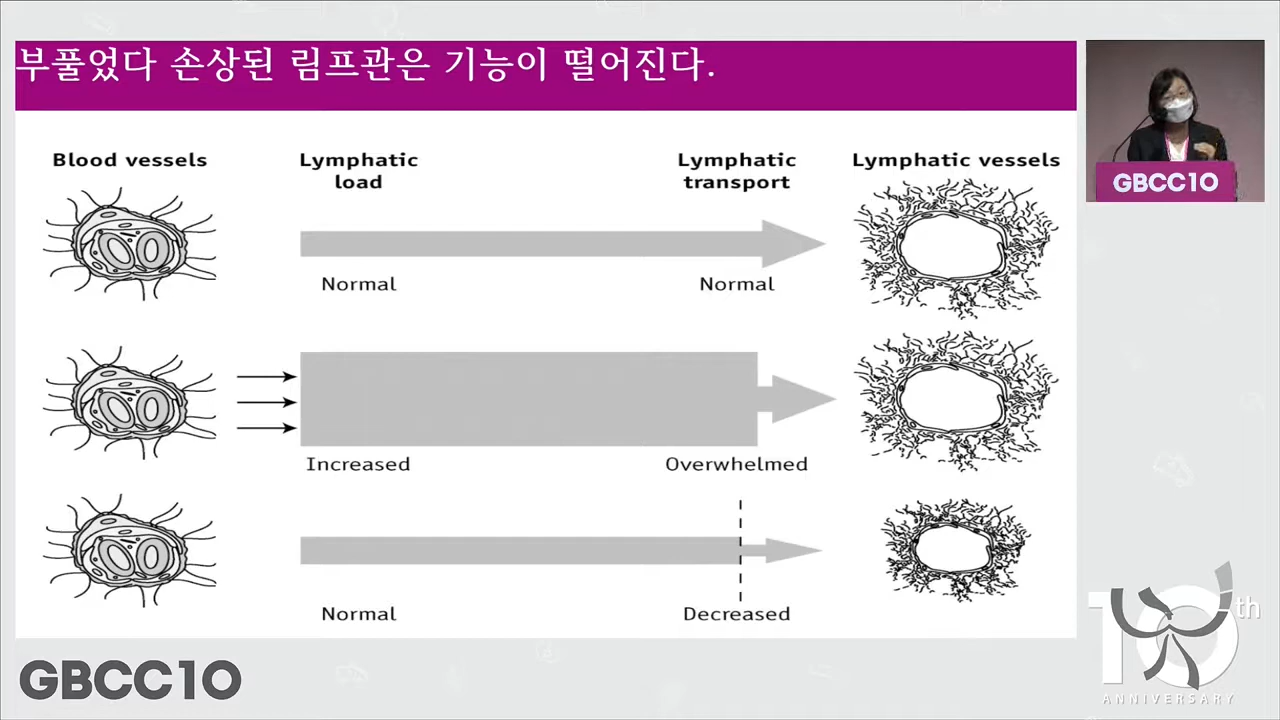 부풀었다 손상된 림프관은 기능이 떨어진다.
Blood vessels
Lymphatic
load
Lymphatic
transport
Lymphatic vessels
Normal
Normal
Increased
Overwhelmed
Normal
Decreased
GBCC10
GBCC10
10th
ANNIVERSARY